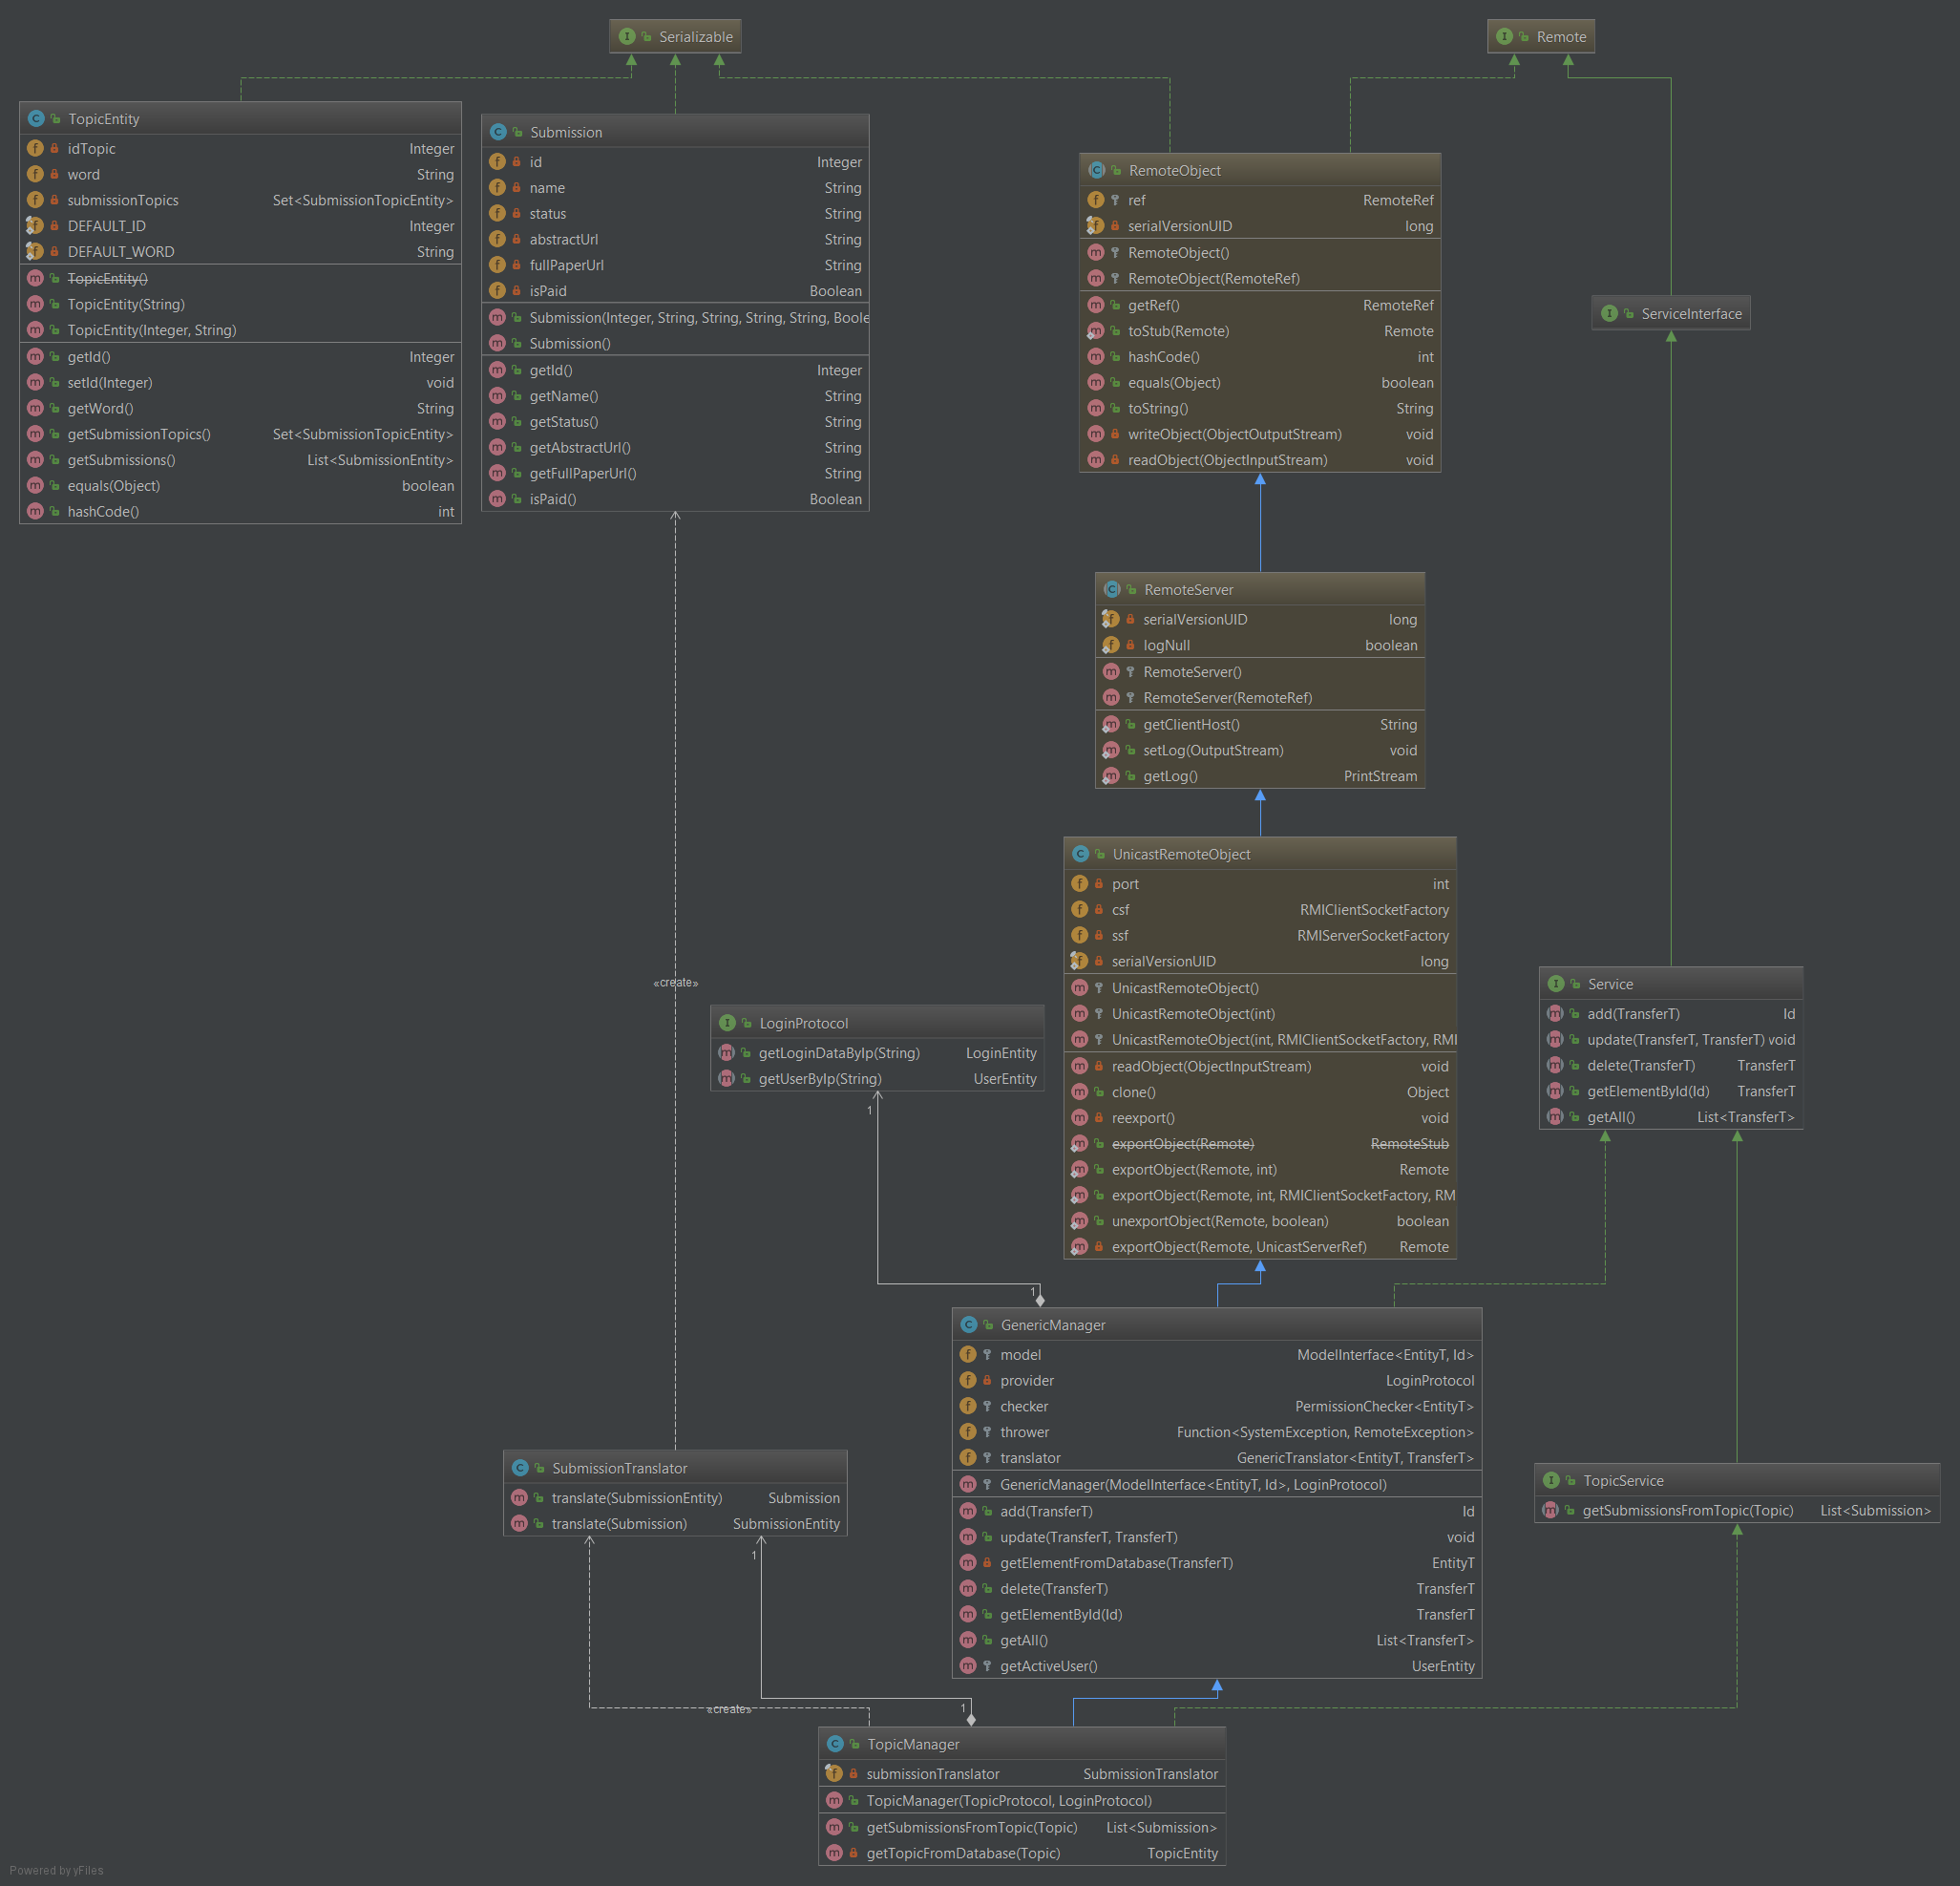 Serializable
Remote
TopicEntity
idTopic Integer
word String
submissionTopics Set<SubmissionTopicEntity>
DEFAULT_ID Integer
DEFAULT_WORD String
TopicEntity()
TopicEntity(String)
TopicEntity(Integer, String)
getId() Integer
setId(Integer) void
getWord() String
getSubmissionTopics() Set<SubmissionTopicEntity>
getSubmissions() List<SubmissionEntity>
equals(Object) boolean
hashCode() int
Submission
id Integer
name String
status String
abstractUrl String
fullPaperUrl String
isPaid Boolean
Submission(Integer, String, String, String, String, Boole
Submission()
getId() Integer
getName() String
getStatus() String
getAbstractUrl() String
getFullPaperUrl() String
isPaid() Boolean
RemoteObject
ref RemoteRef
serialVersionUID long
RemoteObject()
RemoteObject(RemoteRef)
getRef() RemoteRef
toStub(Remote) Remote
hashCode() int
equals(Object) boolean
toString() String
writeObject(ObjectOutputStream) void
readObject(ObjectInputStream) void
ServiceInterface
RemoteServer
serialVersionUID long
logNull boolean
RemoteServer()
RemoteServer(RemoteRef)
getClientHost() String
setLog(OutputStream) void
getLog() PrintStream
UnicastRemoteObject
port int
csf RMIClientSocketFactory
ssf RMIServerSocketFactory
serialVersionUID long
UnicastRemoteObject()
UnicastRemoteObject(int)
UnicastRemoteObject(int, RMIClientSocketFactory, RMI
readObject(ObjectInputStream) void
clone() Object
reexport() void
exportObject(Remote) RemoteStub
exportObject(Remote, int) Remote
exportObject(Remote, int, RMIClientSocketFactory, RM
unexportObject(Remote, boolean) boolean
exportObject(Remote, UnicastServerRef) Remote
«create»
LoginProtocol
getLoginDataByIp(String) LoginEntity
getUserByIp(String) UserEntity
1
1
Service
add(TransferT) Id
update(TransferT, TransferT) void
delete(TransferT) TransferT
getElementById(Id) TransferT
getAll() List<TransferT>
GenericManager
model ModelInterface<EntityT, Id>
provider LoginProtocol
checker PermissionChecker<EntityT>
thrower Function<SystemException, RemoteException>
translator GenericTranslator<EntityT, TransferT>
GenericManager(ModelInterface<EntityT, Id>, LoginProtocol)
add(TransferT) Id
update(TransferT, TransferT) void
getElementFromDatabase(TransferT) EntityT
delete(TransferT) TransferT
getElementById(Id) TransferT
getAll() List<TransferT>
getActiveUser() UserEntity
SubmissionTranslator
translate(SubmissionEntity) Submission
translate(Submission) SubmissionEntity
1
TopicService
getSubmissionsFromTopic(Topic) List<Submission>
«create»
1
TopicManager
submissionTranslator SubmissionTranslator
TopicManager(TopicProtocol, LoginProtocol)
getSubmissionsFromTopic(Topic) List<Submission>
getTopicFromDatabase(Topic) TopicEntity
Powered by yFiles